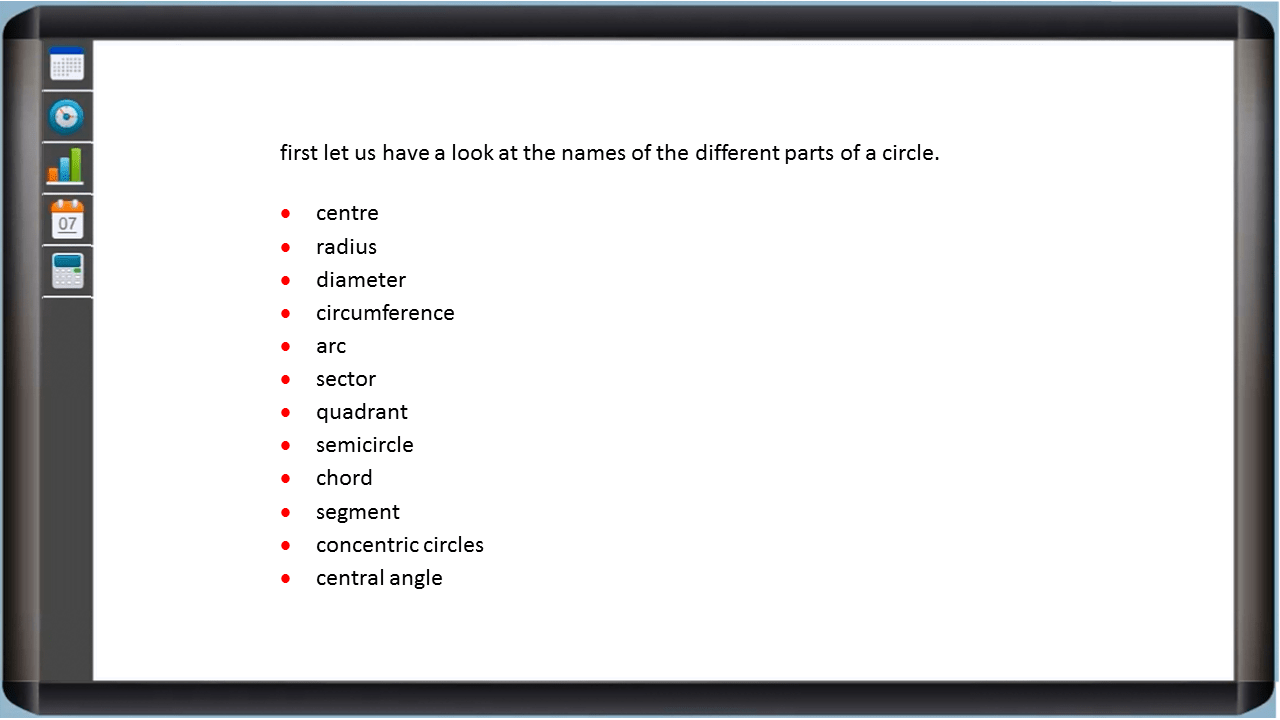 first let us have a look at the names of the different parts of a circle.
centre
radius
diameter
circumference
arc
sector
quadrant
semicircle
chord
segment
concentric circles
central angle
07